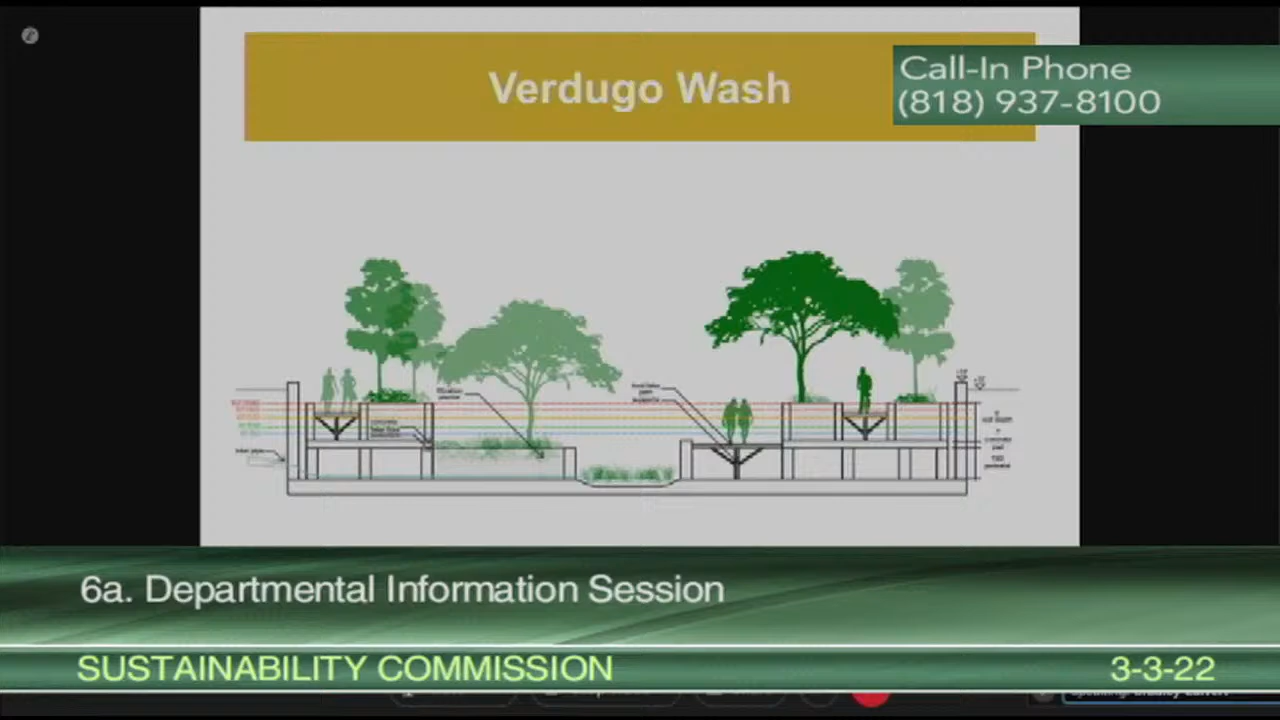 Verdugo Wash
Call-In Phone
(818) 937-8100
6a. Departmental Information Session
SUSTAINABILITY COMMISSION
3-3-22